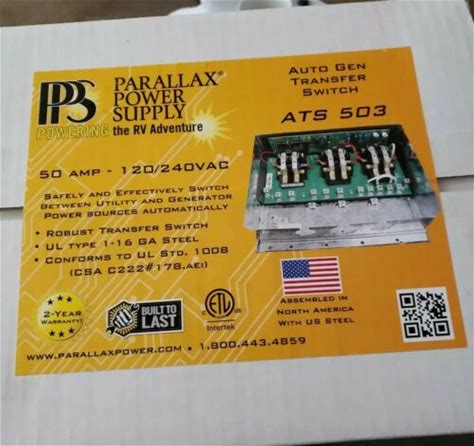 PPS
POWERING
PARALLAX®
POWER
SUPPLY
the RV Adventure
AUTO GEN
TRANSFER
SWITCH
ATS 503
50 AMP - 120/240VAC
SAFELY AND EFFECTIVELY SWITCH
BETWEEN UTILITY AND GENERATOR
POWER SOURCES AUTOMATICALLY
• ROBUST TRANSFER SWITCH
• UL TYPE 1-16 GA STEEL
• CONFORMS TO UL STD. 1008
(CSA C222#178.AEI)
2-YEAR
WARRANTY!
BUILT TO
LAST
ETL
Intertek
ASSEMBLED IN
NORTH AMERICA
WITH US STEEL
WWW.PARALLAXPOWER.COM • 1.800.443.4859